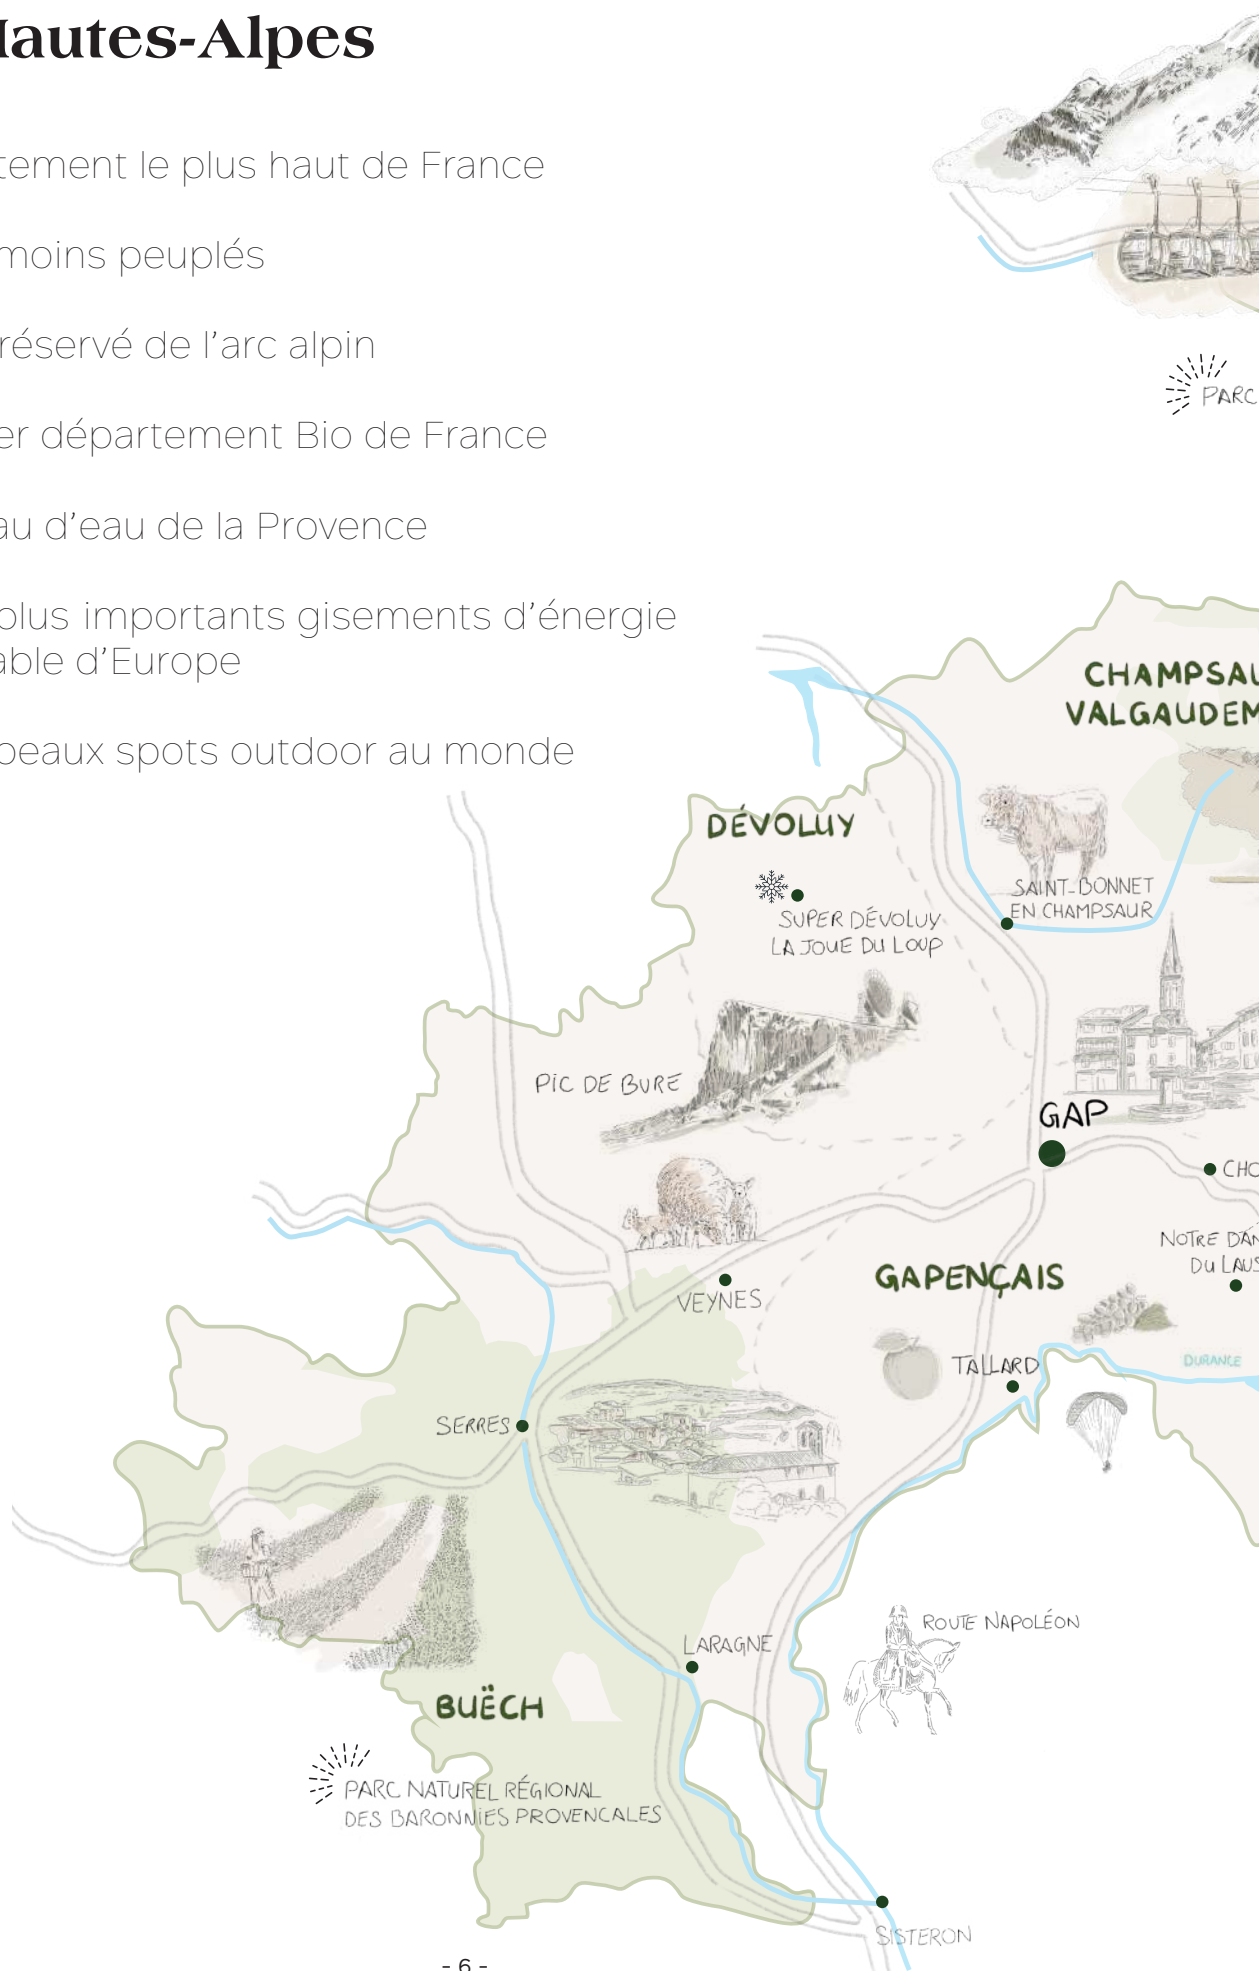 Hautes-Alpes
tement le plus haut de France
moins peuplés
réservé de l'arc alpin
er département Bio de France
au d'eau de la Provence
plus importants gisements d'énergie
able d'Europe
beaux spots outdoor au monde
PARC
CHAMPSAU
VALGAUDEM
DÉVOLUY
SUPER DÉVOLUY
LA JOUE DU LOUP
SAINT-BONNET
EN CHAMPSAUR
PIC DE BURE
GAP
CHO
NOTRE DAM
DU LAUS
GAPENÇAIS
VEYNES
TALLARD
DURANCE
SERRES
ROUTE NAPOLÉON
LARAGNE
BUËCH
PARC NATUREL RÉGIONAL
DES BARONNIES PROVENCALES
SISTERON
- 6 -